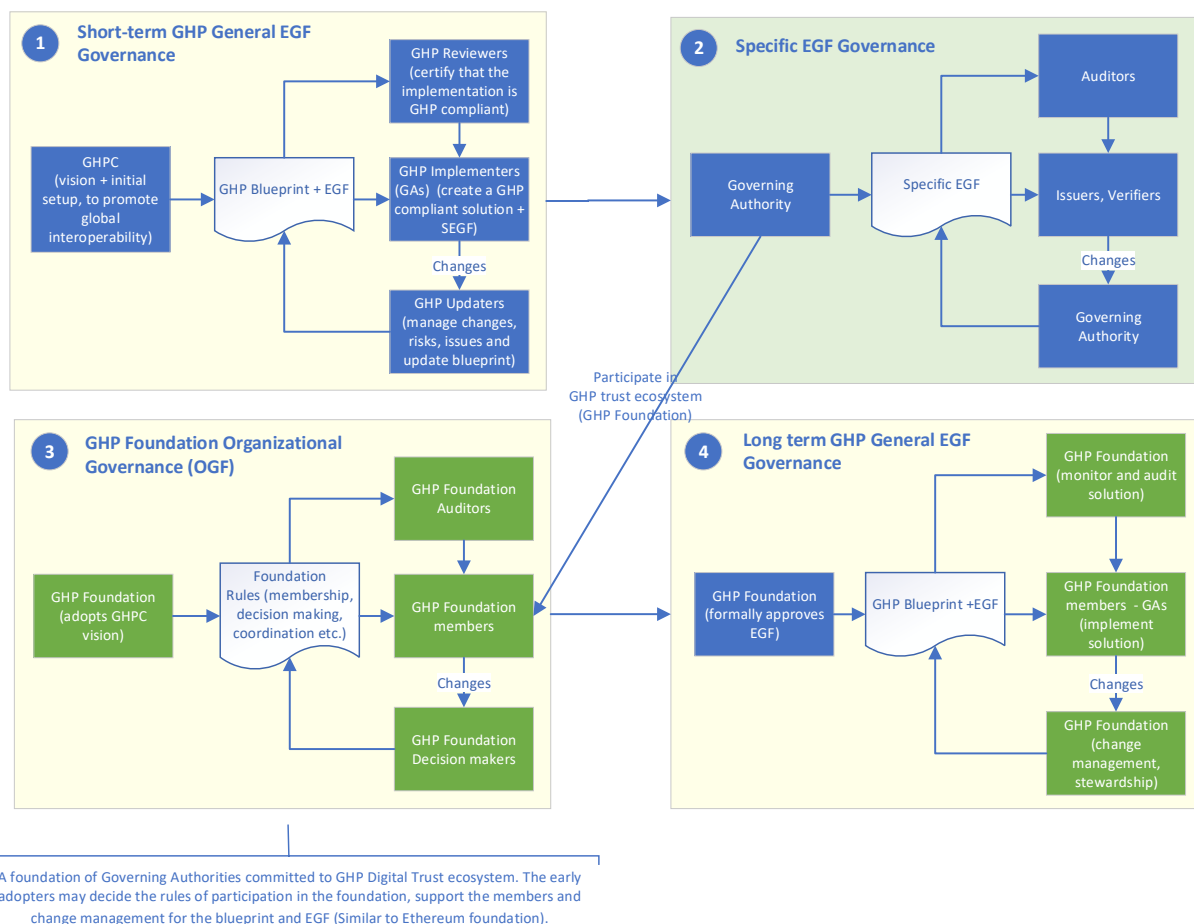 1
Short-term GHP General EGF
Governance
GHPC
(vision + initial
setup, to promote
global
interoperability)
GHP Blueprint + EGF
GHP Reviewers
(certify that the
implementation is
GHP compliant)
GHP Implementers
(GAs)  (create a GHP
compliant solution +
SEGF)
Changes
GHP Updaters
(manage changes,
risks, issues and
update blueprint)
2
Specific EGF Governance
Governing
Authority
Specific EGF
Auditors
Issuers, Verifiers
Changes
Governing
Authority
Participate in
GHP trust ecosystem
(GHP Foundation)
3
GHP Foundation Organizational
Governance (OGF)
GHP Foundation
(adopts GHPC
vision)
Foundation
Rules (membership,
decision making,
coordination etc.)
GHP Foundation
Auditors
GHP Foundation
members
Changes
GHP Foundation
Decision makers
4
Long term GHP General EGF
Governance
GHP Foundation
(formally approves
EGF)
GHP Blueprint +EGF
GHP Foundation
(monitor and audit
solution)
GHP Foundation
members  - GAs
(implement
solution)
Changes
GHP Foundation
(change
management,
stewardship)
A foundation of Governing Authorities committed to GHP Digital Trust ecosystem. The early
adopters may decide the rules of participation in the foundation, support the members and
change management for the blueprint and EGF (Similar to Ethereum foundation).